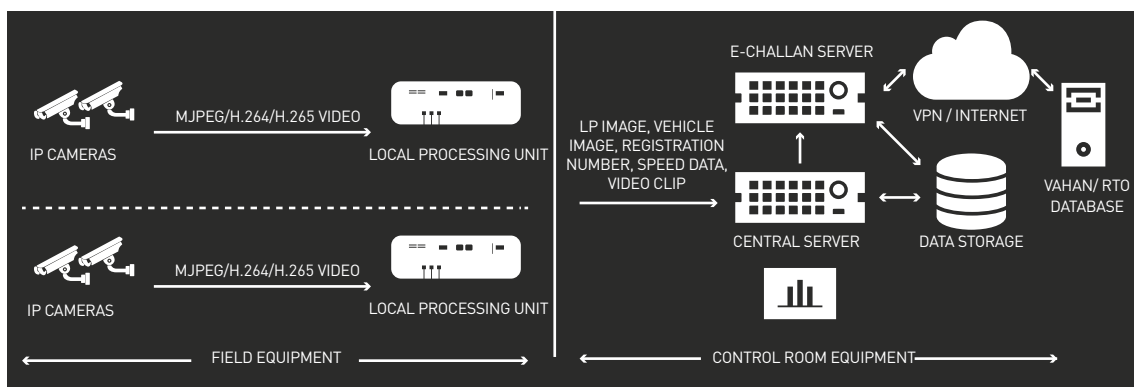 IP CAMERAS
MJPEG/H.264/H.265 VIDEO
LOCAL PROCESSING UNIT
IP CAMERAS
MJPEG/H.264/H.265 VIDEO
LOCAL PROCESSING UNIT
FIELD EQUIPMENT
LP IMAGE, VEHICLE
IMAGE, REGISTRATION
NUMBER, SPEED DATA,
VIDEO CLIP
E-CHALLAN SERVER
VPN / INTERNET
VAHAN/ RTO
DATABASE
CENTRAL SERVER
DATA STORAGE
CONTROL ROOM EQUIPMENT